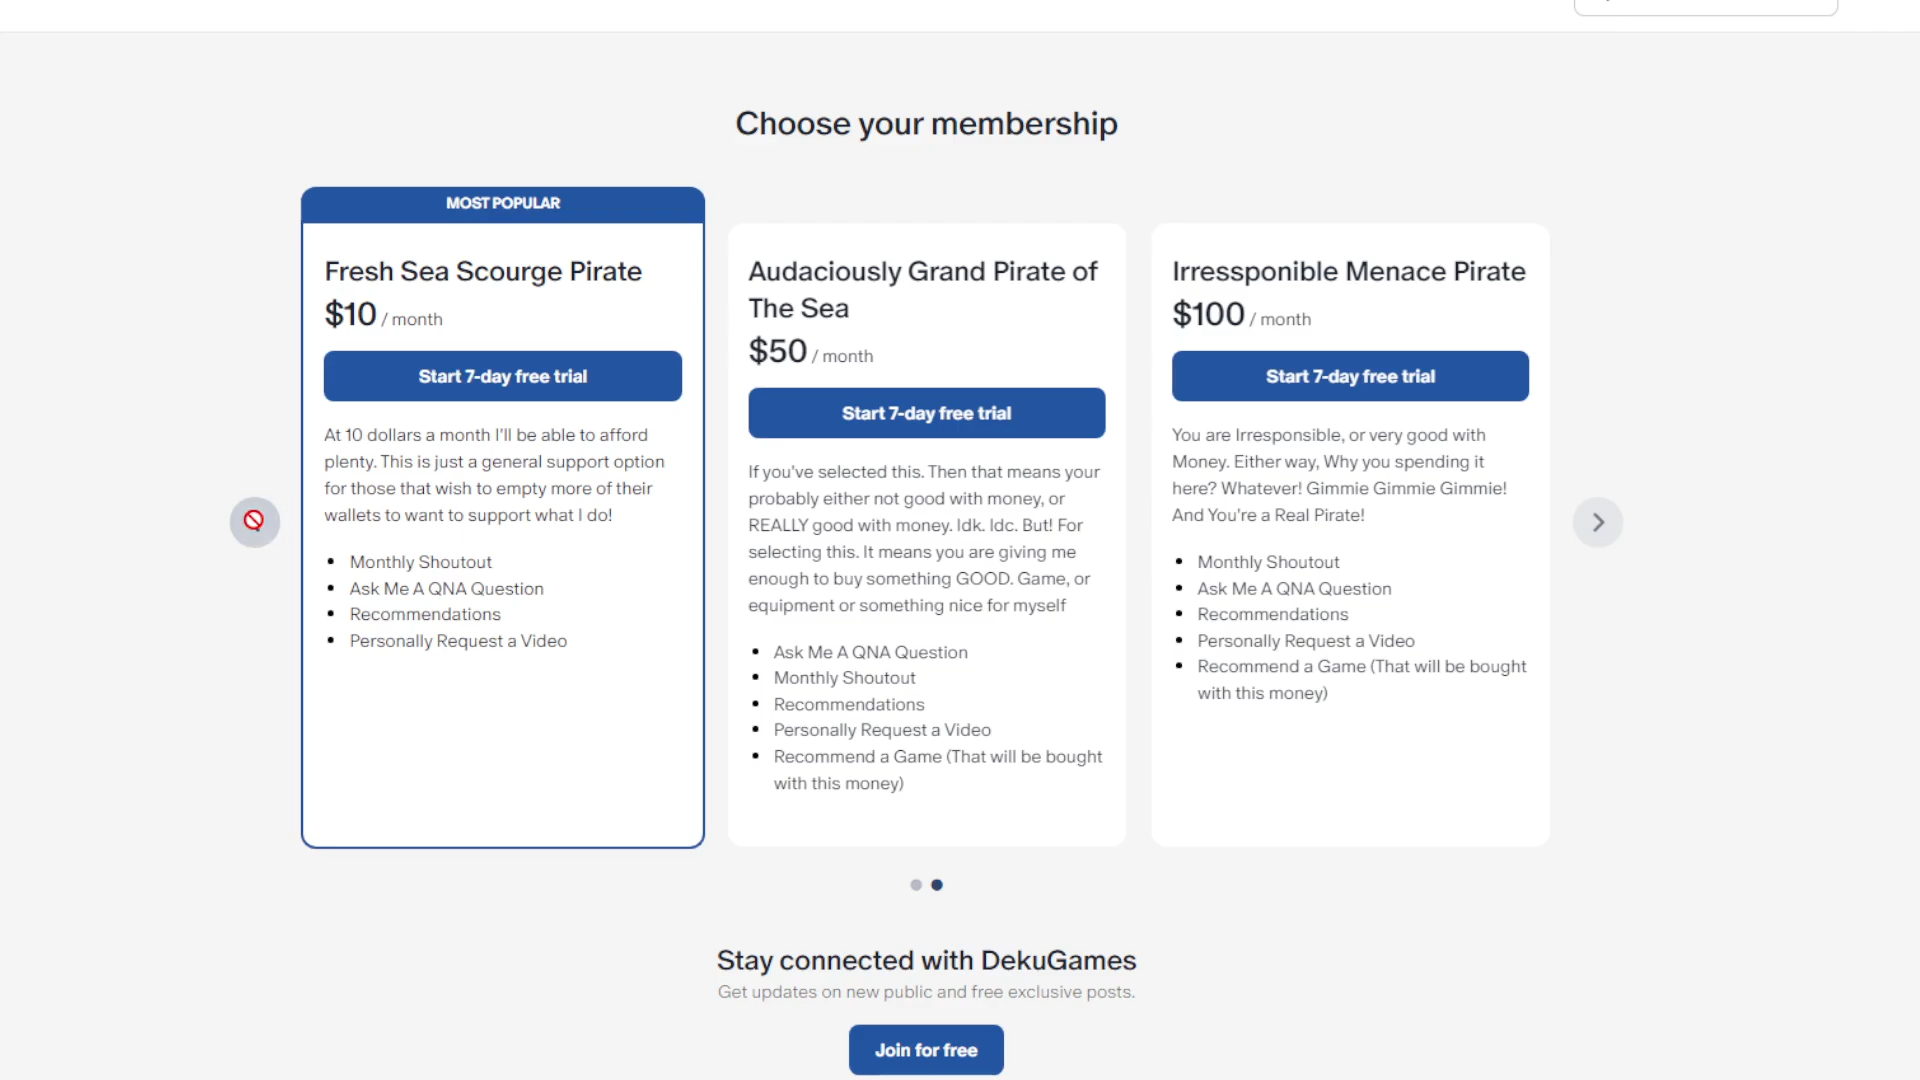 Choose your membership
MOST POPULAR
Fresh Sea Scourge Pirate
$10 / month
Start 7-day free trial
At 10 dollars a month I'll be able to afford
plenty. This is just a general support option
for those that wish to empty more of their
wallets to want to support what I do!
• Monthly Shoutout
• Ask Me A QNA Question
• Recommendations
• Personally Request a Video
Audaciously Grand Pirate of
The Sea
$50 / month
Start 7-day free trial
If you've selected this. Then that means your
probably either not good with money, or
REALLY good with money. Idk. Idc. But! For
selecting this. It means you are giving me
enough to buy something GOOD. Game, or
equipment or something nice for myself
• Ask Me A QNA Question
• Monthly Shoutout
• Recommendations
• Personally Request a Video
• Recommend a Game (That will be bought
with this money)
Irressponible Menace Pirate
$100 / month
Start 7-day free trial
You are Irresponsible, or very good with
Money. Either way, Why you spending it
here? Whatever! Gimmie Gimmie Gimmie!
And You're a Real Pirate!
• Monthly Shoutout
• Ask Me A QNA Question
• Recommendations
• Personally Request a Video
• Recommend a Game (That will be bought
with this money)
Stay connected with DekuGames
Get updates on new public and free exclusive posts.
Join for free